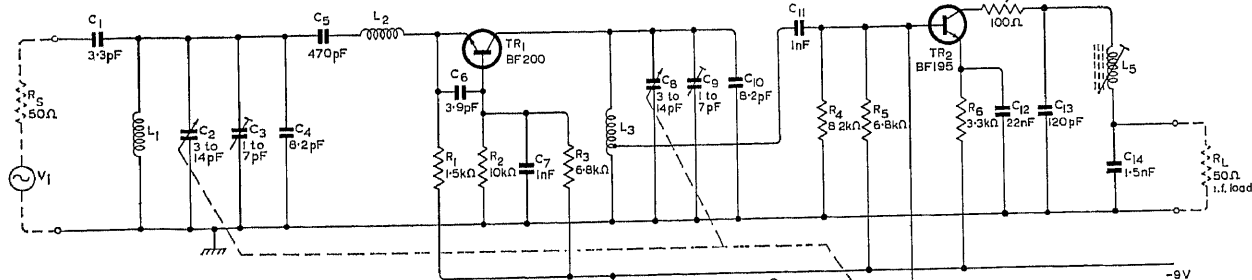 C1
3·3pF
RS
50Ω
V1
L1
C2
3 to
14pF
C3
1 to
7pF
C4
8·2pF
C5
470pF
L2
TR1
BF200
C6
3·9pF
R1
1·5kΩ
R2
10kΩ
C7
1nF
R3
6·8kΩ
L3
C8
3 to
14pF
C9
1 to
7pF
C10
8·2pF
C11
1nF
R4
8·2kΩ
R5
6·8kΩ
TR2
BF195
100Ω
R6
3·3kΩ
C12
22nF
C13
120pF
L5
C14
1·5nF
RL
50Ω
i.f. load
-9V